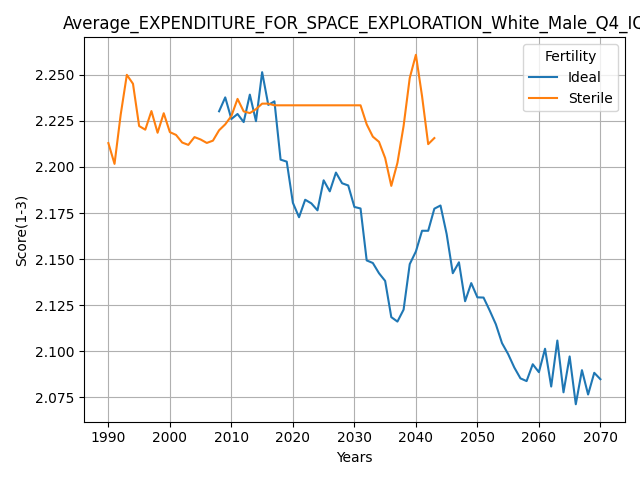 Average_EXPENDITURE_FOR_SPACE_EXPLORATION_White_Male_Q4_IC
Fertility
Ideal
Sterile
Score(1-3)
2.250
2.225
2.200
2.175
2.150
2.125
2.100
2.075
1990 2000 2010 2020 2030 2040 2050 2060 2070
Years